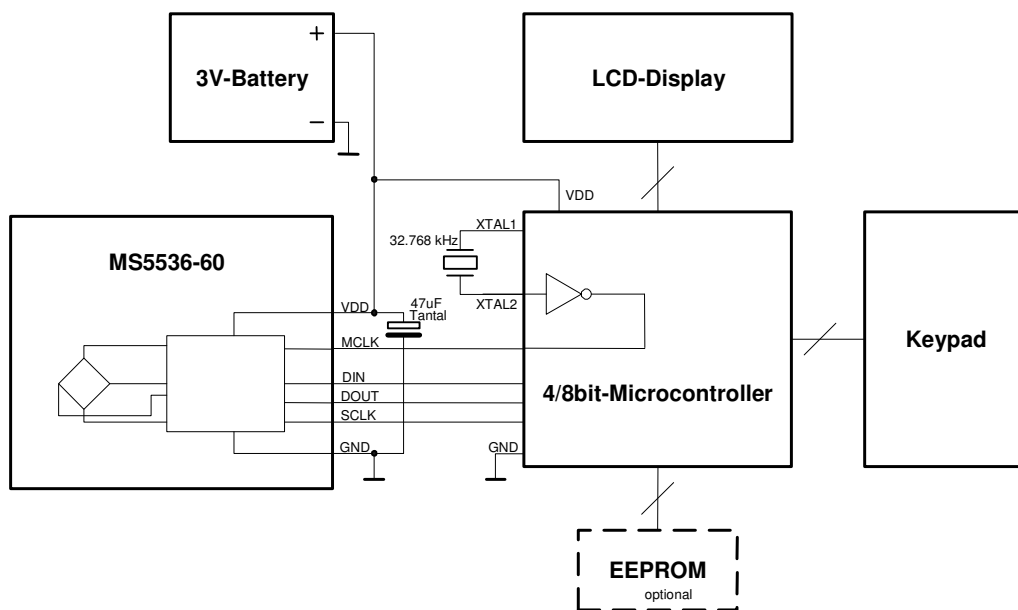 +
3V-Battery
–
LCD-Display
VDD
XTAL1
32.768 kHz
XTAL2
MS5536-60
VDD
47uF
Tantal
MCLK
DIN
DOUT
SCLK
GND
4/8bit-Microcontroller
GND
Keypad
EEPROM
optional